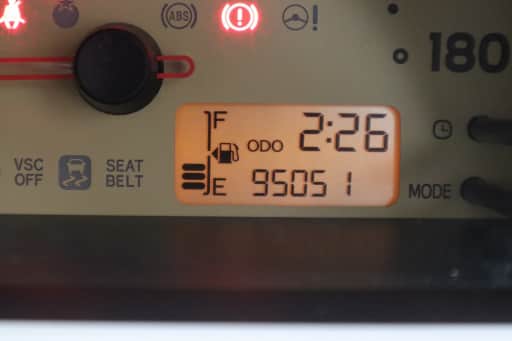 ABS
180
F
ODO 2:26
VSC
OFF
SEAT
BELT
E 95051
MODE